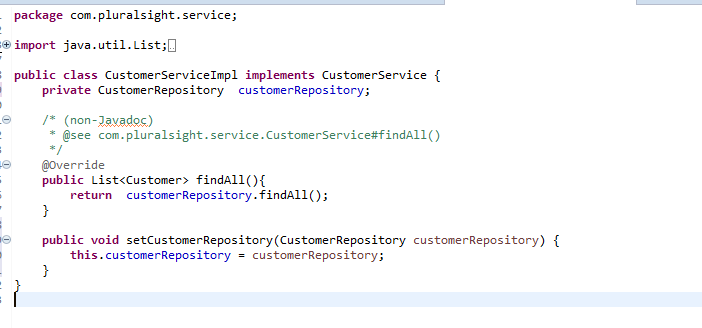 package com.pluralsight.service;
import java.util.List;
public class CustomerServiceImpl implements CustomerService {
private CustomerRepository  customerRepository;
/* (non-Javadoc)
* @see com.pluralsight.service.CustomerService#findAll()
*/
@Override
public List<Customer> findAll(){
return  customerRepository.findAll();
}
public void setCustomerRepository(CustomerRepository customerRepository) {
this.customerRepository = customerRepository;
}
}